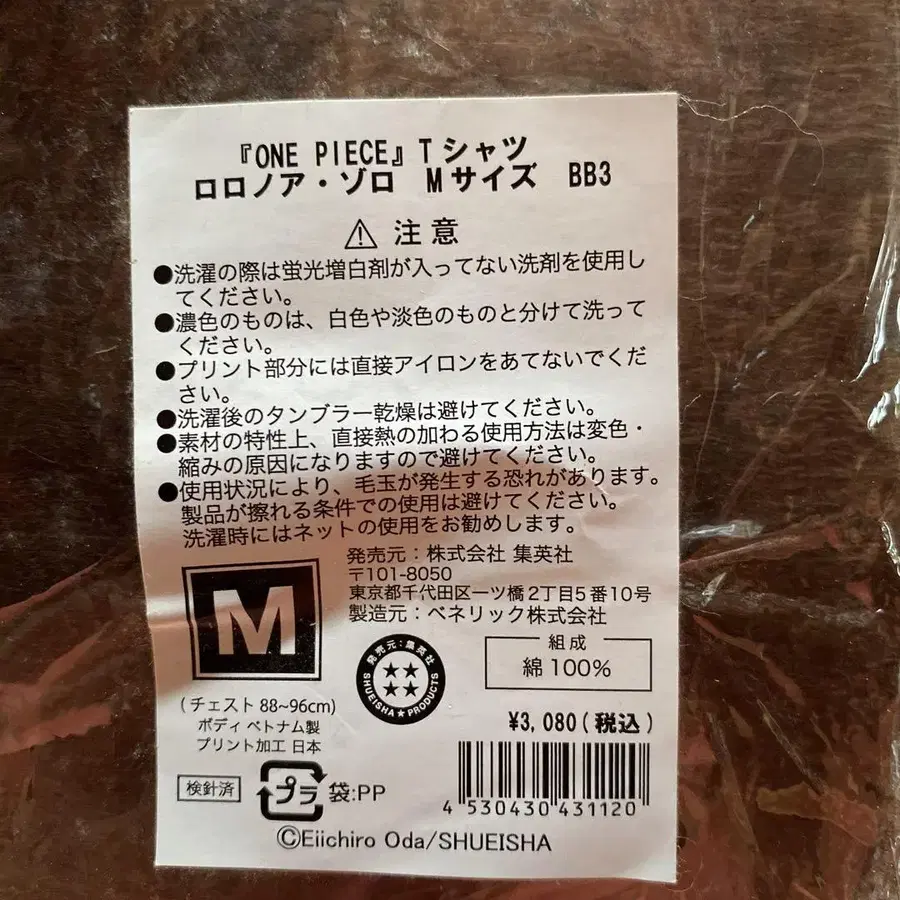 『ONE PIECE』Tシャツ
ロロノア・ゾロ Mサイズ BB3
⚠ 注意
●洗濯の際は蛍光増白剤が入ってない洗剤を使用し
てください。
●濃色のものは、白色や淡色のものと分けて洗って
ください。
●プリント部分には直接アイロンをあてないでくだ
さい。
●洗濯後のタンブラー乾燥は避けてください。
●素材の特性上、直接熱の加わる使用方法は変色・
縮みの原因になりますので避けてください。
●使用状況により、毛玉が発生する恐れがあります。
製品が擦れる条件での使用は避けてください。
洗濯時にはネットの使用をお勧めします。
発売元：株式会社 集英社
〒101-8050
東京都千代田区一ツ橋2丁目5番10号
製造元：ベネリック株式会社
M
(チェスト 88~96cm)
ボディ ベトナム製
プリント加工 日本
発売元：集英社
SHUEISHA★PRODUCTS
組成
綿 100%
¥3,080(税込)
検針済
プラ 袋:PP
4 530430 431120
©Eiichiro Oda/SHUEISHA